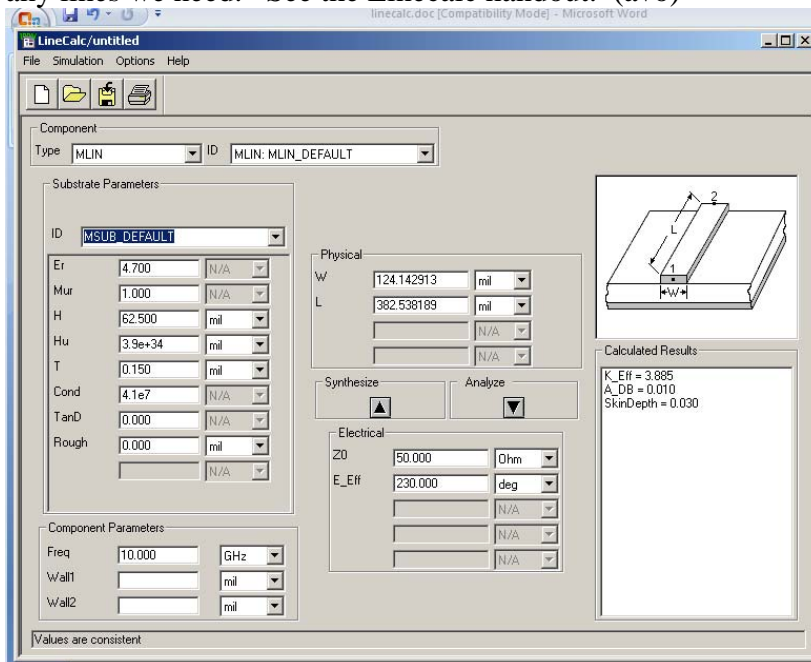 any lines we need. See the Linecalc handout. (avo)
linecalc.doc [Compatibility Mode] - Microsoft Word
LineCalc/untitled
File Simulation Options Help
Component
Type MLIN ID MLIN: MLIN_DEFAULT
Substrate Parameters
ID MSUB_DEFAULT
Er 4.700 N/A
Mur 1.000 N/A
H 62.500 mil
Hu 3.9e+34 mil
T 0.150 mil
Cond 4.1e7 N/A
TanD 0.000 N/A
Rough 0.000 mil
N/A
Component Parameters
Freq 10.000 GHz
Wall1 mil
Wall2 mil
Physical
W 124.142913 mil
L 382.538189 mil
N/A
N/A
Synthesize Analyze
Electrical
Z0 50.000 Ohm
E_Eff 230.000 deg
N/A
N/A
N/A
2
L
1
W
Calculated Results
K_Eff = 3.885
A_DB = 0.010
SkinDepth = 0.030
Values are consistent